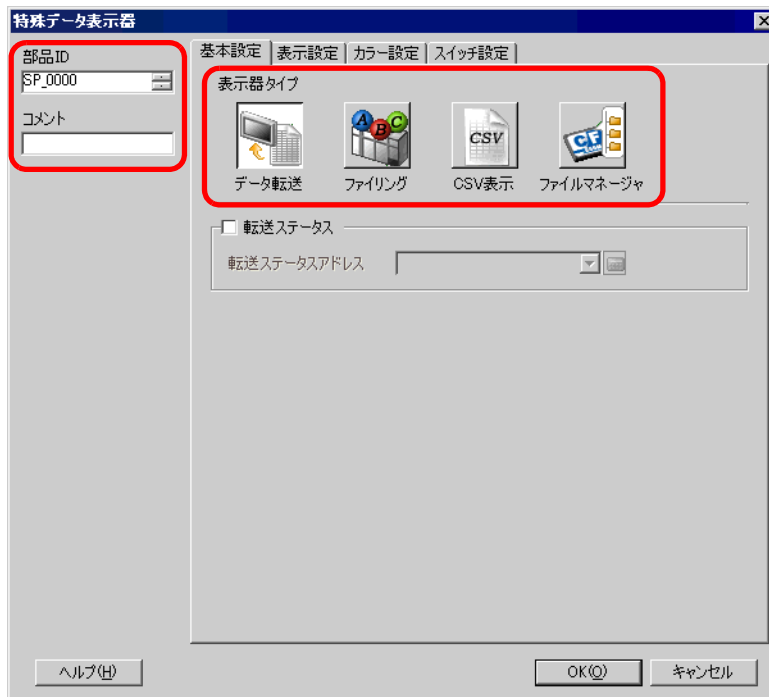 特殊データ表示器
部品ID
SP_0000
コメント
基本設定 表示設定 カラー設定 スイッチ設定
表示器タイプ
A B C CSV CF
データ転送 ファイリング CSV表示 ファイルマネージャ
転送ステータス
転送ステータスアドレス
ヘルプ(H) OK(O) キャンセル